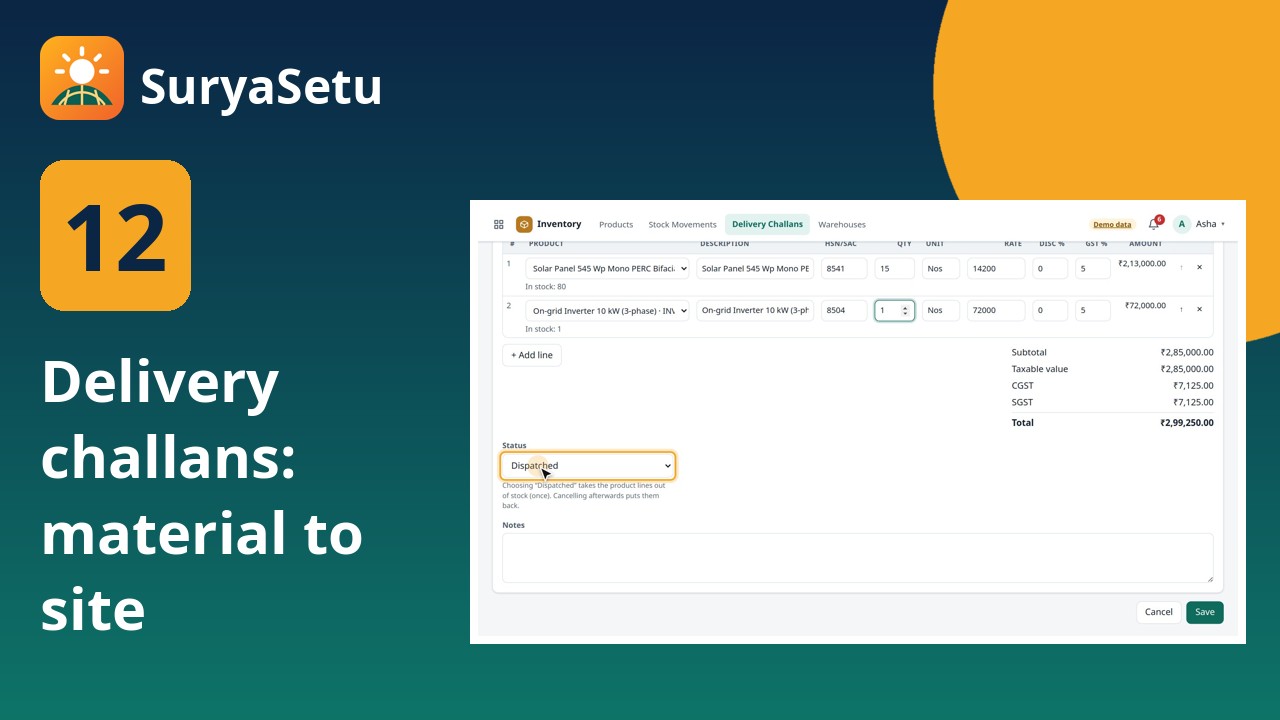 SuryaSetu
12
Delivery
challans:
material to
site
Inventory Products Stock Movements Delivery Challans Warehouses Demo data 6 A Asha
# PRODUCT DESCRIPTION HSN/SAC QTY UNIT RATE DISC % GST % AMOUNT
1 Solar Panel 545 Wp Mono PERC Bifaci Solar Panel 545 Wp Mono PE 8541 15 Nos 14200 0 5 ₹2,13,000.00 ↑ ×
In stock: 80
2 On-grid Inverter 10 kW (3-phase) · INV On-grid Inverter 10 kW (3-ph 8504 1 Nos 72000 0 5 ₹72,000.00 ↑ ×
In stock: 1
+ Add line
Subtotal ₹2,85,000.00
Taxable value ₹2,85,000.00
CGST ₹7,125.00
SGST ₹7,125.00
Total ₹2,99,250.00
Status
Dispatched
Choosing "Dispatched" takes the product lines out
of stock (once). Cancelling afterwards puts them
back.
Notes
Cancel Save